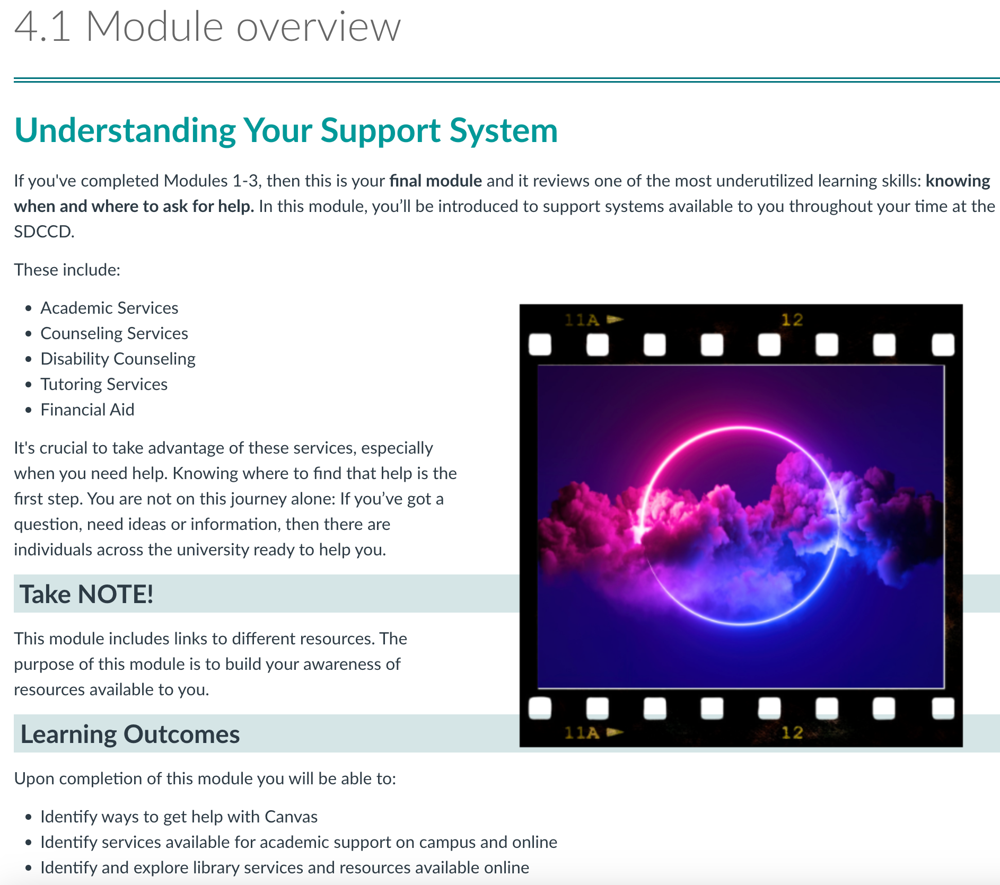 4.1 Module overview
Understanding Your Support System
If you've completed Modules 1-3, then this is your final module and it reviews one of the most underutilized learning skills: knowing
when and where to ask for help. In this module, you’ll be introduced to support systems available to you throughout your time at the
SDCCD.
These include:
• Academic Services
• Counseling Services
• Disability Counseling
• Tutoring Services
• Financial Aid
It's crucial to take advantage of these services, especially
when you need help. Knowing where to find that help is the
first step. You are not on this journey alone: If you’ve got a
question, need ideas or information, then there are
individuals across the university ready to help you.
11A 12
11A 12
Take NOTE!
This module includes links to different resources. The
purpose of this module is to build your awareness of
resources available to you.
Learning Outcomes
Upon completion of this module you will be able to:
• Identify ways to get help with Canvas
• Identify services available for academic support on campus and online
• Identify and explore library services and resources available online